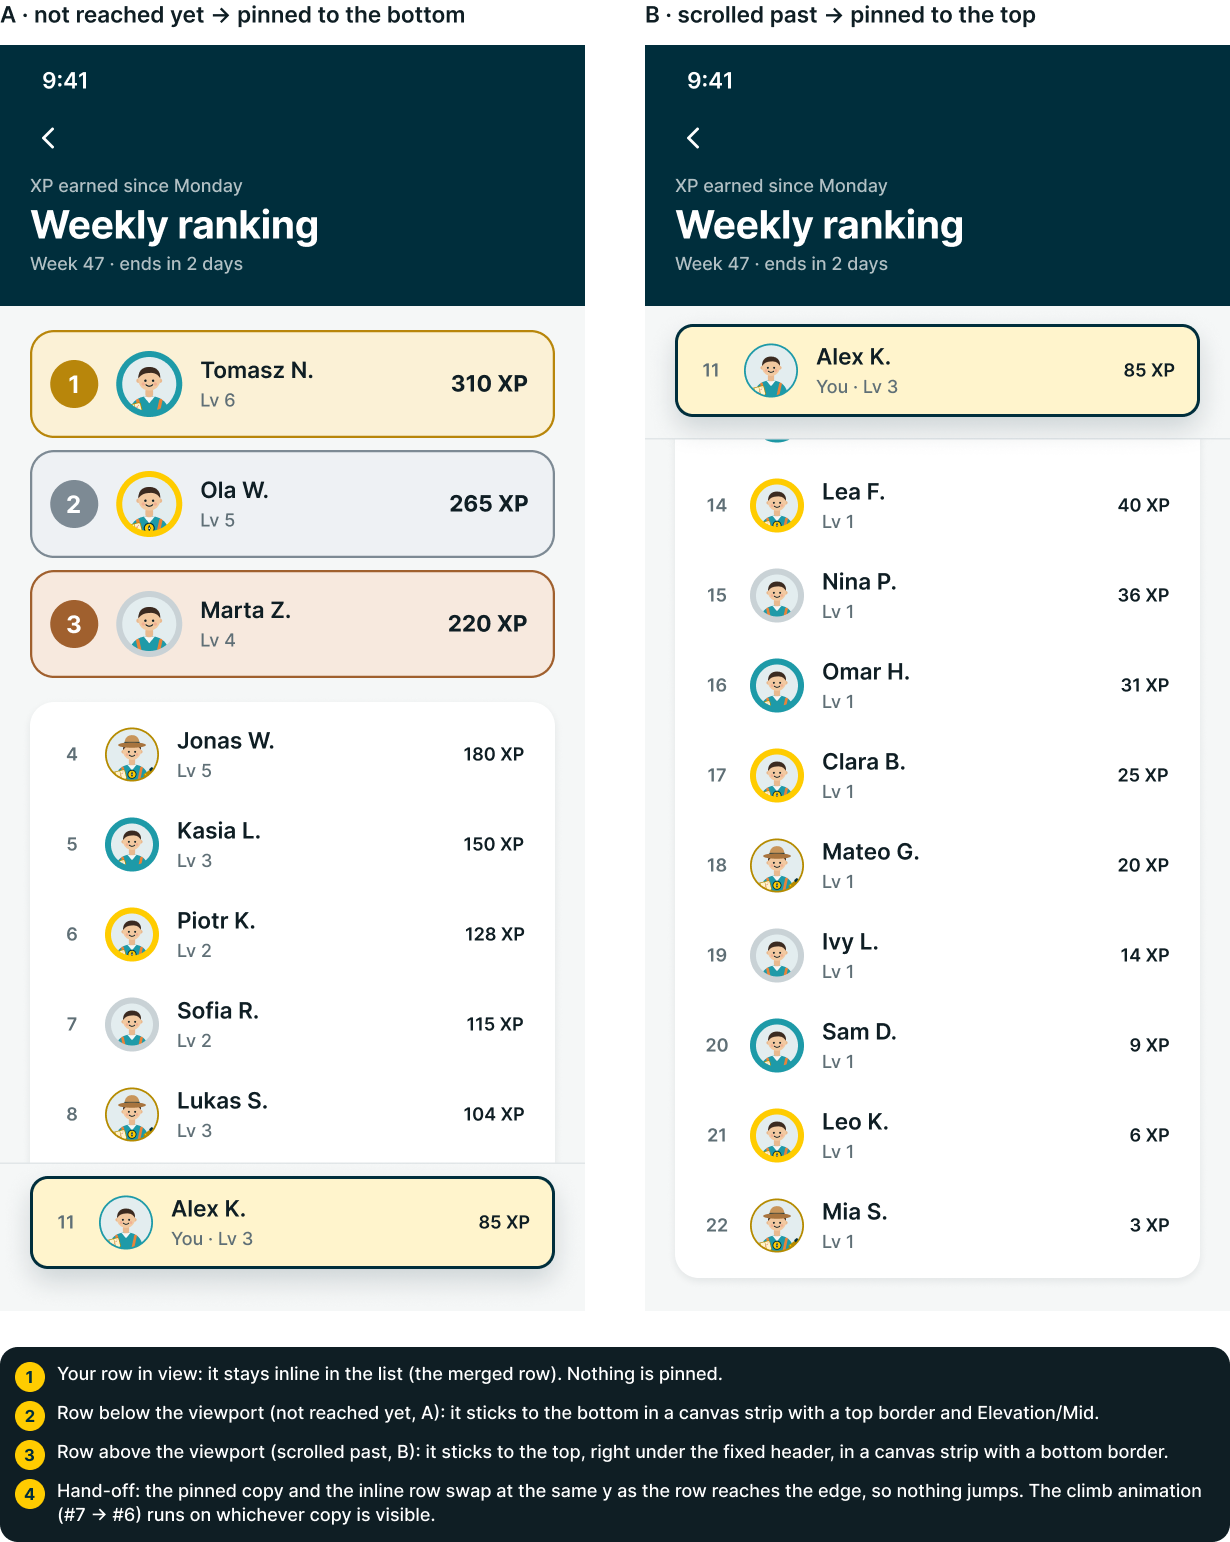 A · not reached yet → pinned to the bottom
9:41
XP earned since Monday
Weekly ranking
Week 47 · ends in 2 days
1
Tomasz N.
Lv 6
310 XP
2
Ola W.
Lv 5
265 XP
3
Marta Z.
Lv 4
220 XP
4
Jonas W.
Lv 5
180 XP
5
Kasia L.
Lv 3
150 XP
6
Piotr K.
Lv 2
128 XP
7
Sofia R.
Lv 2
115 XP
8
Lukas S.
Lv 3
104 XP
11
Alex K.
You · Lv 3
85 XP
B · scrolled past → pinned to the top
9:41
XP earned since Monday
Weekly ranking
Week 47 · ends in 2 days
11
Alex K.
You · Lv 3
85 XP
14
Lea F.
Lv 1
40 XP
15
Nina P.
Lv 1
36 XP
16
Omar H.
Lv 1
31 XP
17
Clara B.
Lv 1
25 XP
18
Mateo G.
Lv 1
20 XP
19
Ivy L.
Lv 1
14 XP
20
Sam D.
Lv 1
9 XP
21
Leo K.
Lv 1
6 XP
22
Mia S.
Lv 1
3 XP
1 Your row in view: it stays inline in the list (the merged row). Nothing is pinned.
2 Row below the viewport (not reached yet, A): it sticks to the bottom in a canvas strip with a top border and Elevation/Mid.
3 Row above the viewport (scrolled past, B): it sticks to the top, right under the fixed header, in a canvas strip with a bottom border.
4 Hand-off: the pinned copy and the inline row swap at the same y as the row reaches the edge, so nothing jumps. The climb animation
(#7 → #6) runs on whichever copy is visible.